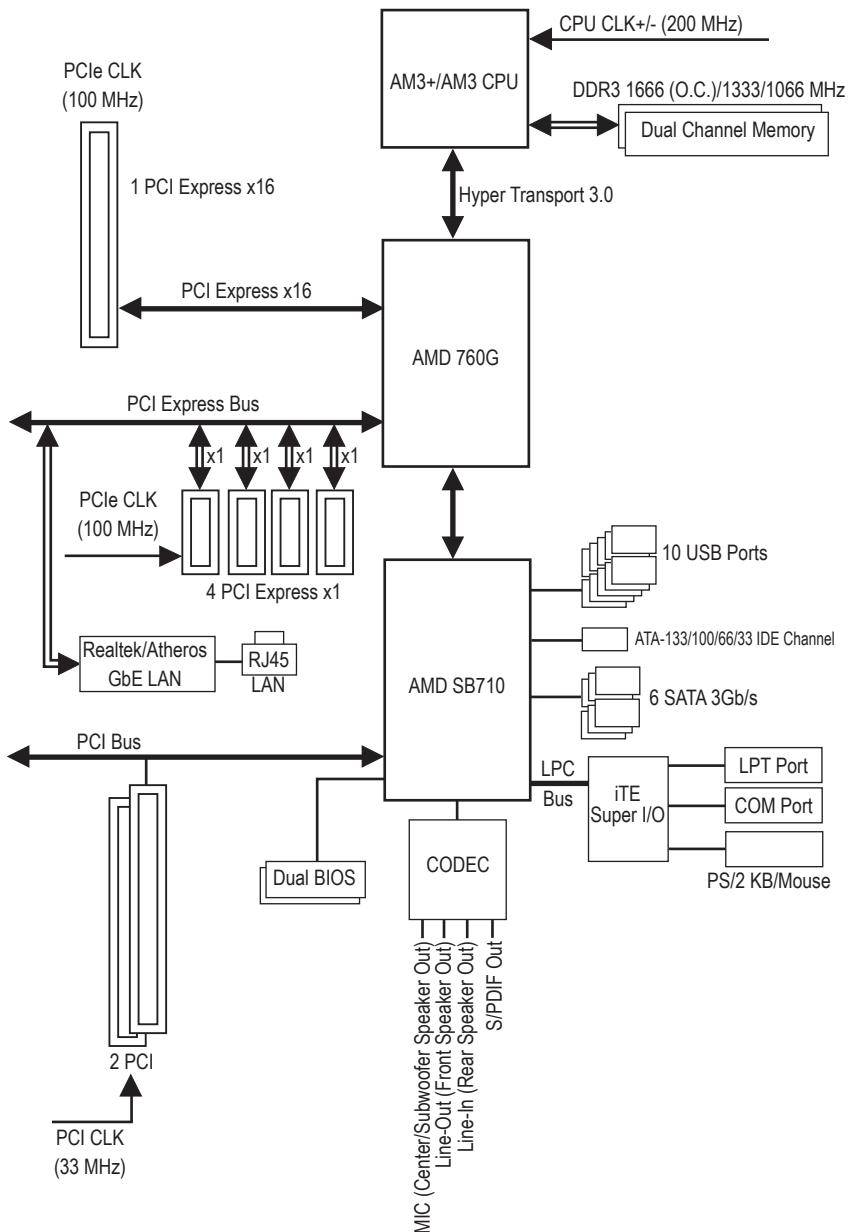 CPU CLK+/- (200 MHz)
PCIe CLK
(100 MHz)
AM3+/AM3 CPU
DDR3 1666 (O.C.)/1333/1066 MHz
Dual Channel Memory
1 PCI Express x16
Hyper Transport 3.0
PCI Express x16
AMD 760G
PCI Express Bus
x1
x1
x1
x1
PCIe CLK
(100 MHz)
4 PCI Express x1
10 USB Ports
ATA-133/100/66/33 IDE Channel
Realtek/Atheros
GbE LAN
RJ45
LAN
AMD SB710
6 SATA 3Gb/s
PCI Bus
LPC
Bus
iTE
Super I/O
LPT Port
COM Port
PS/2 KB/Mouse
Dual BIOS
CODEC
MIC (Center/Subwoofer Speaker Out)
Line-Out (Front Speaker Out)
Line-In (Rear Speaker Out)
S/PDIF Out
2 PCI
PCI CLK
(33 MHz)